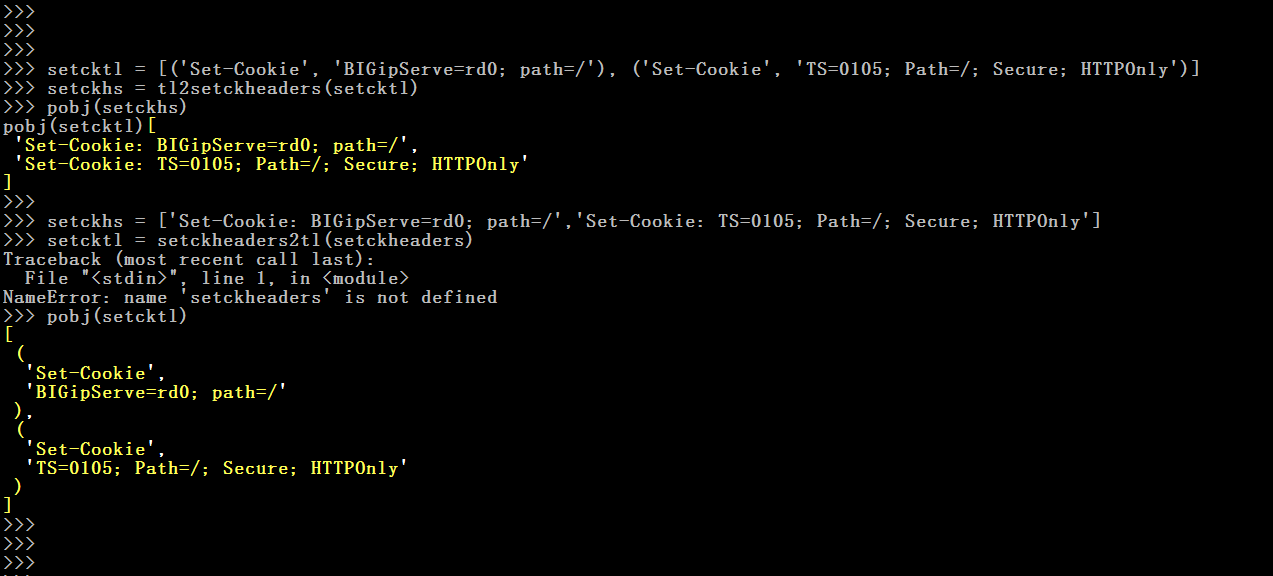 >>>
>>>
>>>
>>> setcktl = [('Set-Cookie', 'BIGipServe=rd0; path=/'), ('Set-Cookie', 'TS=0105; Path=/; Secure; HTTPOnly')]
>>> setckhs = tl2setckheaders(setcktl)
>>> pobj(setckhs)
pobj(setcktl)[
 'Set-Cookie: BIGipServe=rd0; path=/',
 'Set-Cookie: TS=0105; Path=/; Secure; HTTPOnly'
]
>>>
>>> setckhs = ['Set-Cookie: BIGipServe=rd0; path=/','Set-Cookie: TS=0105; Path=/; Secure; HTTPOnly']
>>> setcktl = setckheaders2tl(setckheaders)
Traceback (most recent call last):
  File "<stdin>", line 1, in <module>
NameError: name 'setckheaders' is not defined
>>> pobj(setcktl)
[
 (
  'Set-Cookie',
  'BIGipServe=rd0; path=/'
 ),
 (
  'Set-Cookie',
  'TS=0105; Path=/; Secure; HTTPOnly'
 )
]
>>>
>>>
>>>